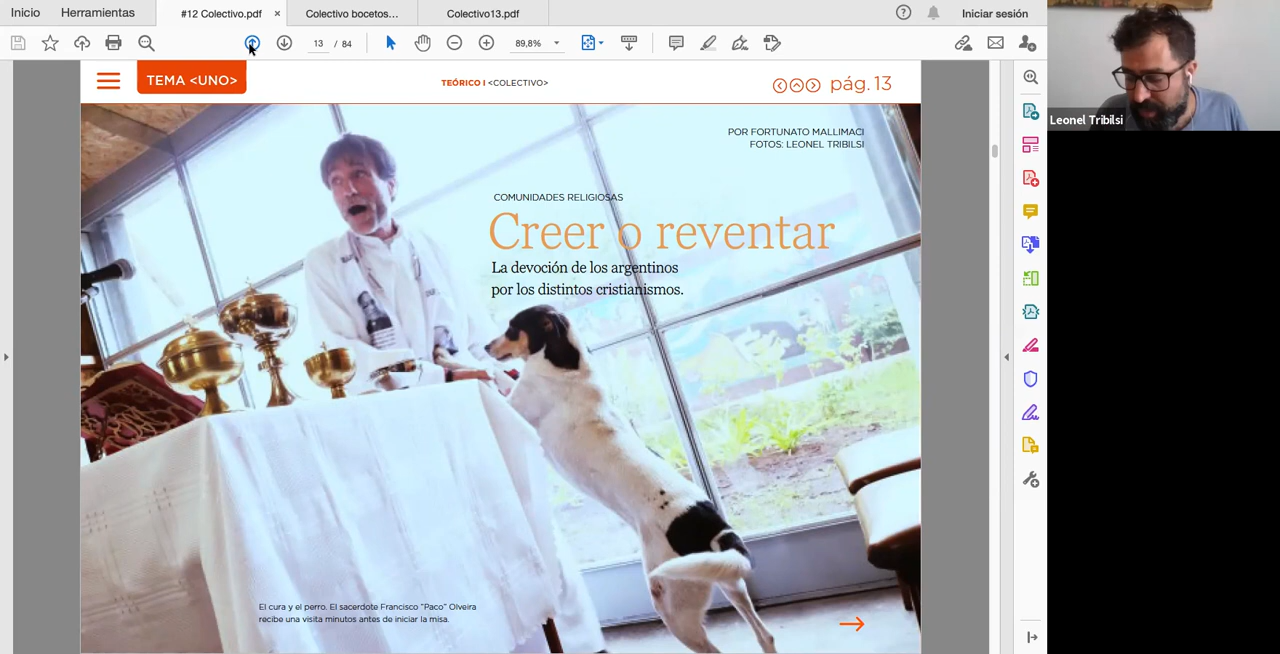 Inicio Herramientas #12 Colectivo.pdf × Colectivo bocetos... Colectivo13.pdf Iniciar sesión
13 / 84 89,8%
TEMA <UNO> TEÓRICO I <COLECTIVO> pág. 13
Leonel Tribilsi
POR FORTUNATO MALLIMACI
FOTOS: LEONEL TRIBILSI
COMUNIDADES RELIGIOSAS
Creer o reventar
La devoción de los argentinos
por los distintos cristianismos.
El cura y el perro. El sacerdote Francisco "Paco" Olveira
recibe una visita minutos antes de iniciar la misa.